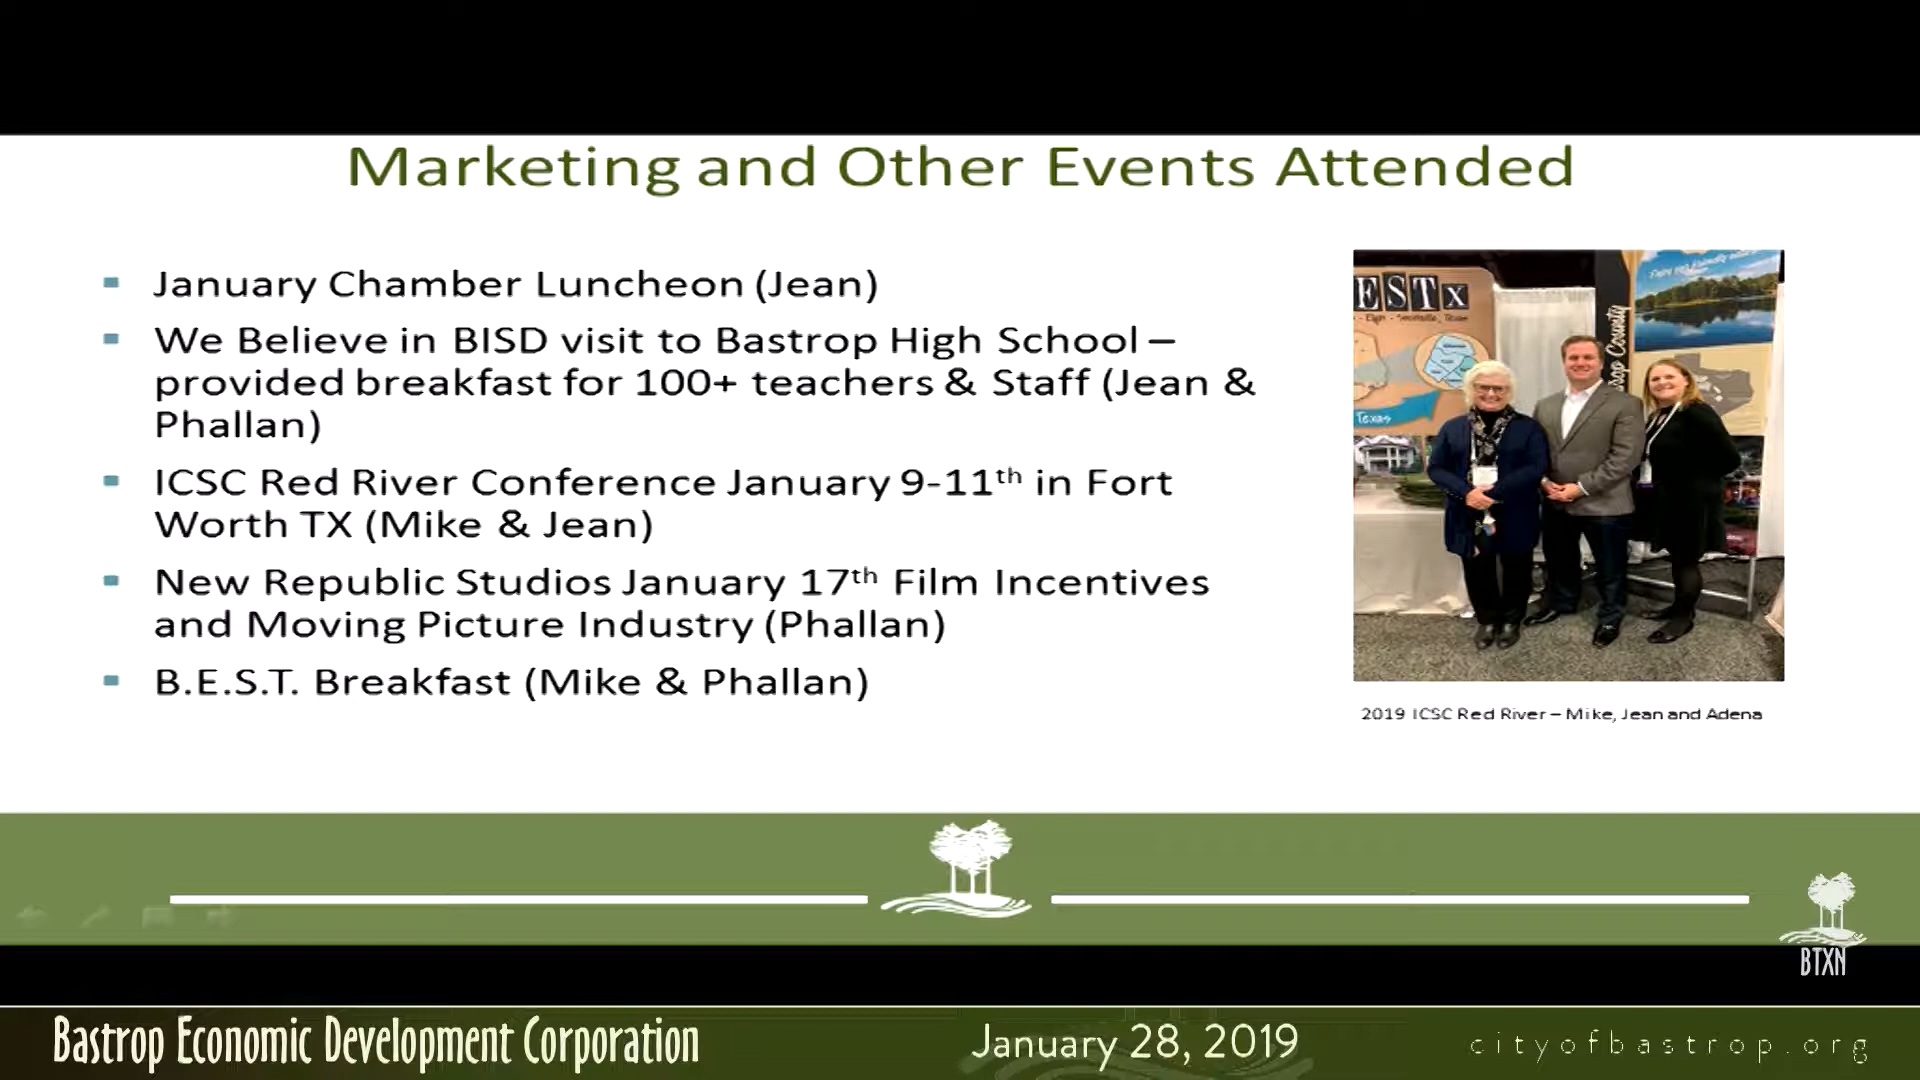 Marketing and Other Events Attended
January Chamber Luncheon (Jean)
We Believe in BISD visit to Bastrop High School –
provided breakfast for 100+ teachers & Staff (Jean &
Phallan)
ICSC Red River Conference January 9-11th in Fort
Worth TX (Mike & Jean)
New Republic Studios January 17th Film Incentives
and Moving Picture Industry (Phallan)
B.E.S.T. Breakfast (Mike & Phallan)
ESTx
Texas
County
2019 ICSC Red River – Mike, Jean and Adena
BTXN
Bastrop Economic Development Corporation
January 28, 2019
cityofbastrop.org